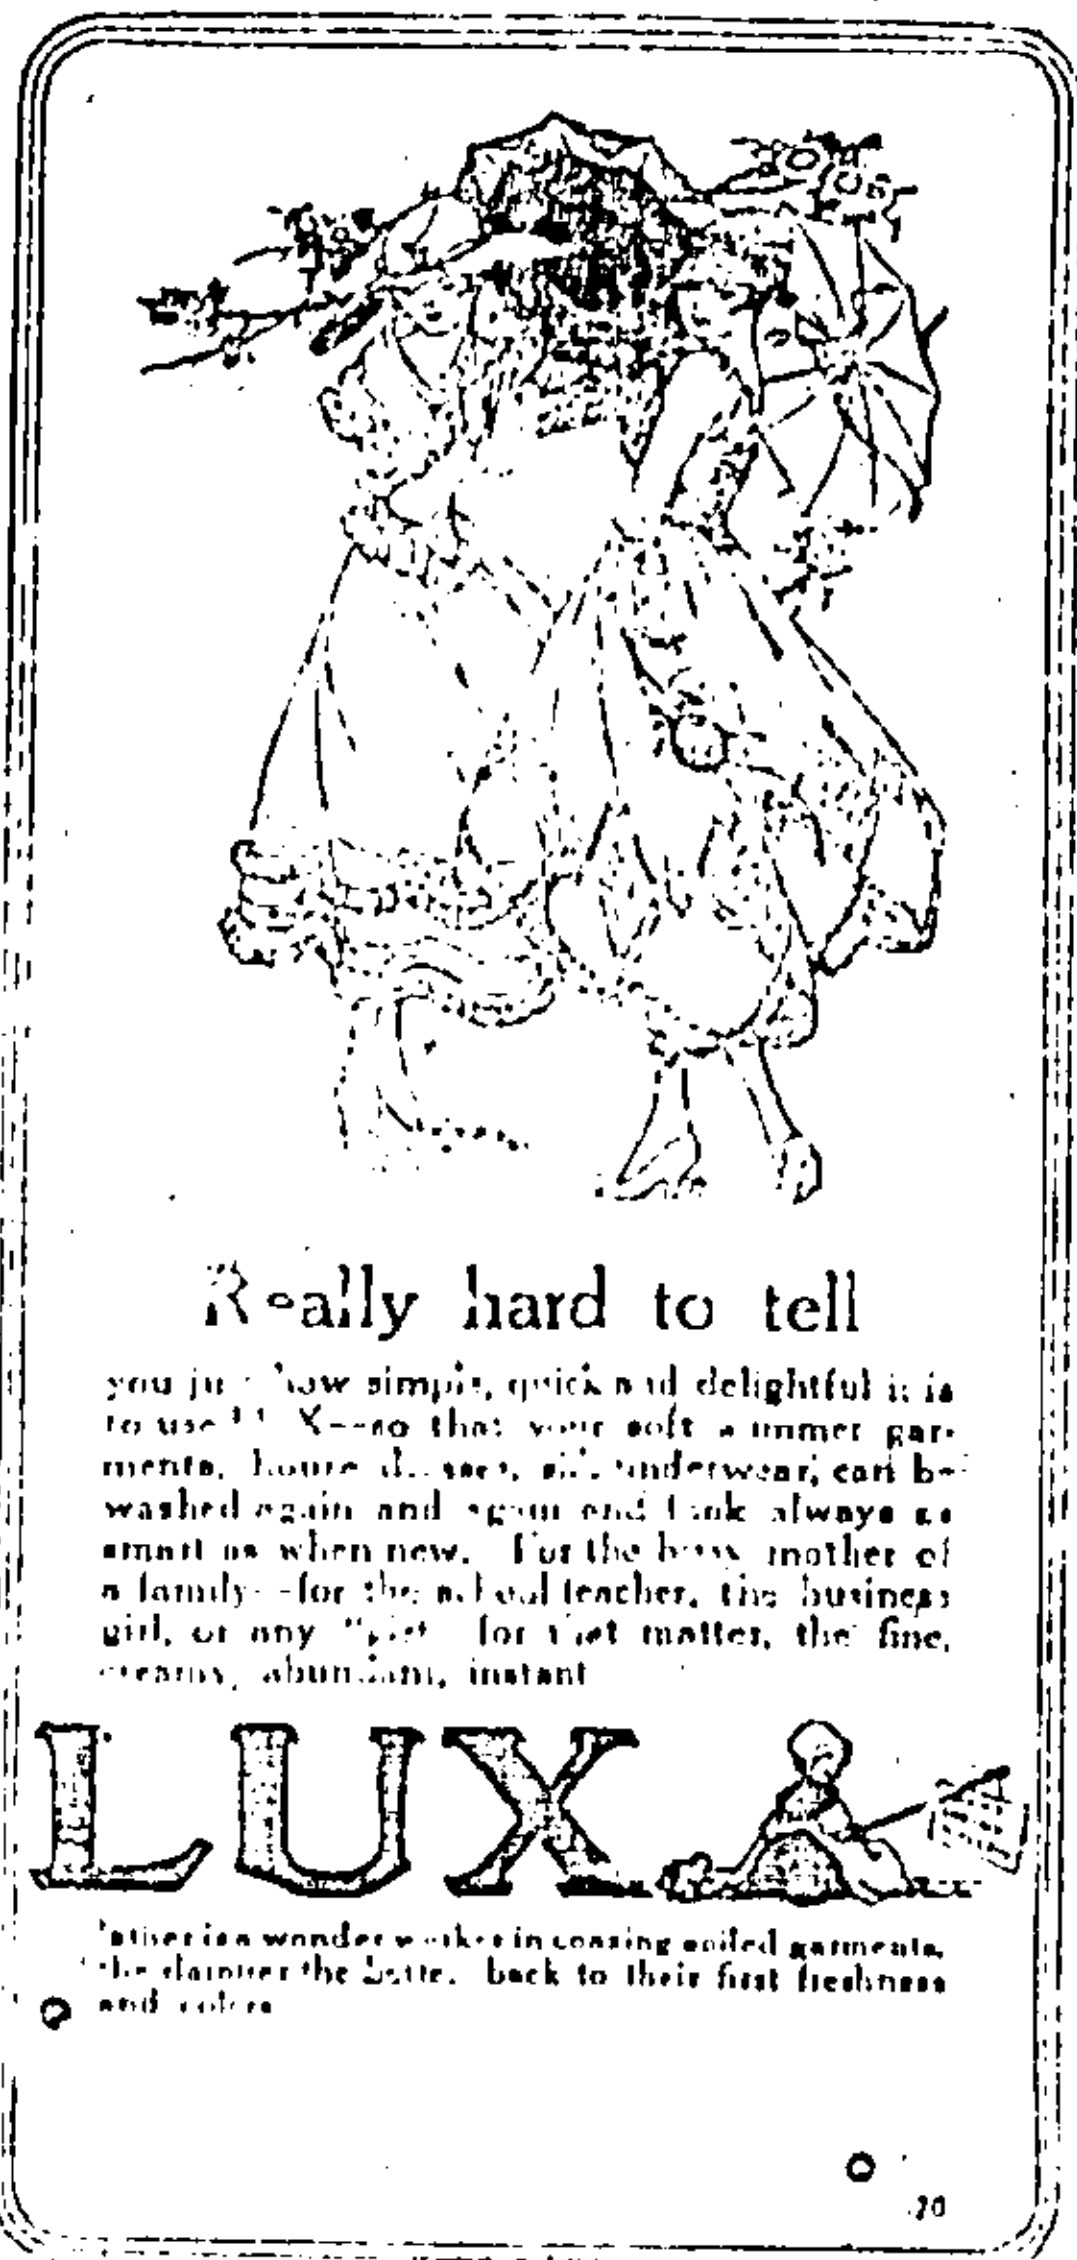 Really hard to tell
you just how simple, quick and delightful it is
to use LUX--so that your soft summer gar-
ments, house dresses, silk underwear, can be
washed again and again and look always as
smart as when new. For the busy mother of
a family--for the school teacher, the business
girl, or any "girl" for that matter, the fine,
creamy, abundant, instant
LUX
lather is a wonder worker in coaxing soiled garments,
the daintier the better, back to their first freshness
and colors
70